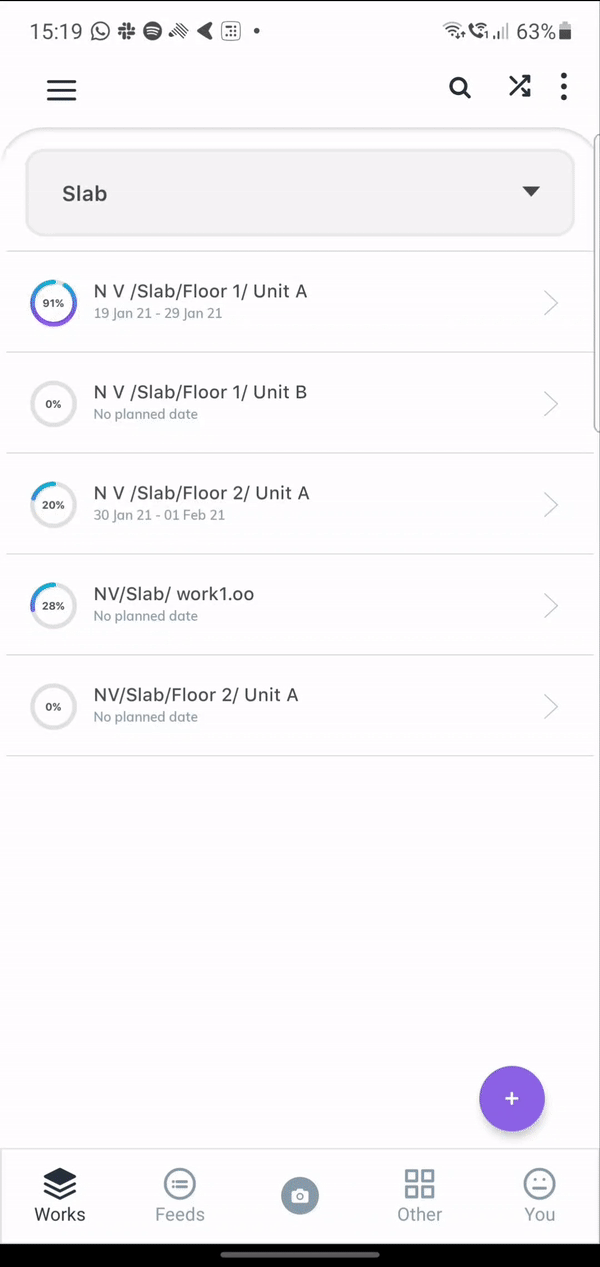 15:19
63%
Slab
91%
N V /Slab/Floor 1/ Unit A
19 Jan 21 - 29 Jan 21
0%
N V /Slab/Floor 1/ Unit B
No planned date
20%
N V /Slab/Floor 2/ Unit A
30 Jan 21 - 01 Feb 21
28%
NV/Slab/ work1.oo
No planned date
0%
NV/Slab/Floor 2/ Unit A
No planned date
+
Works
Feeds
Other
You